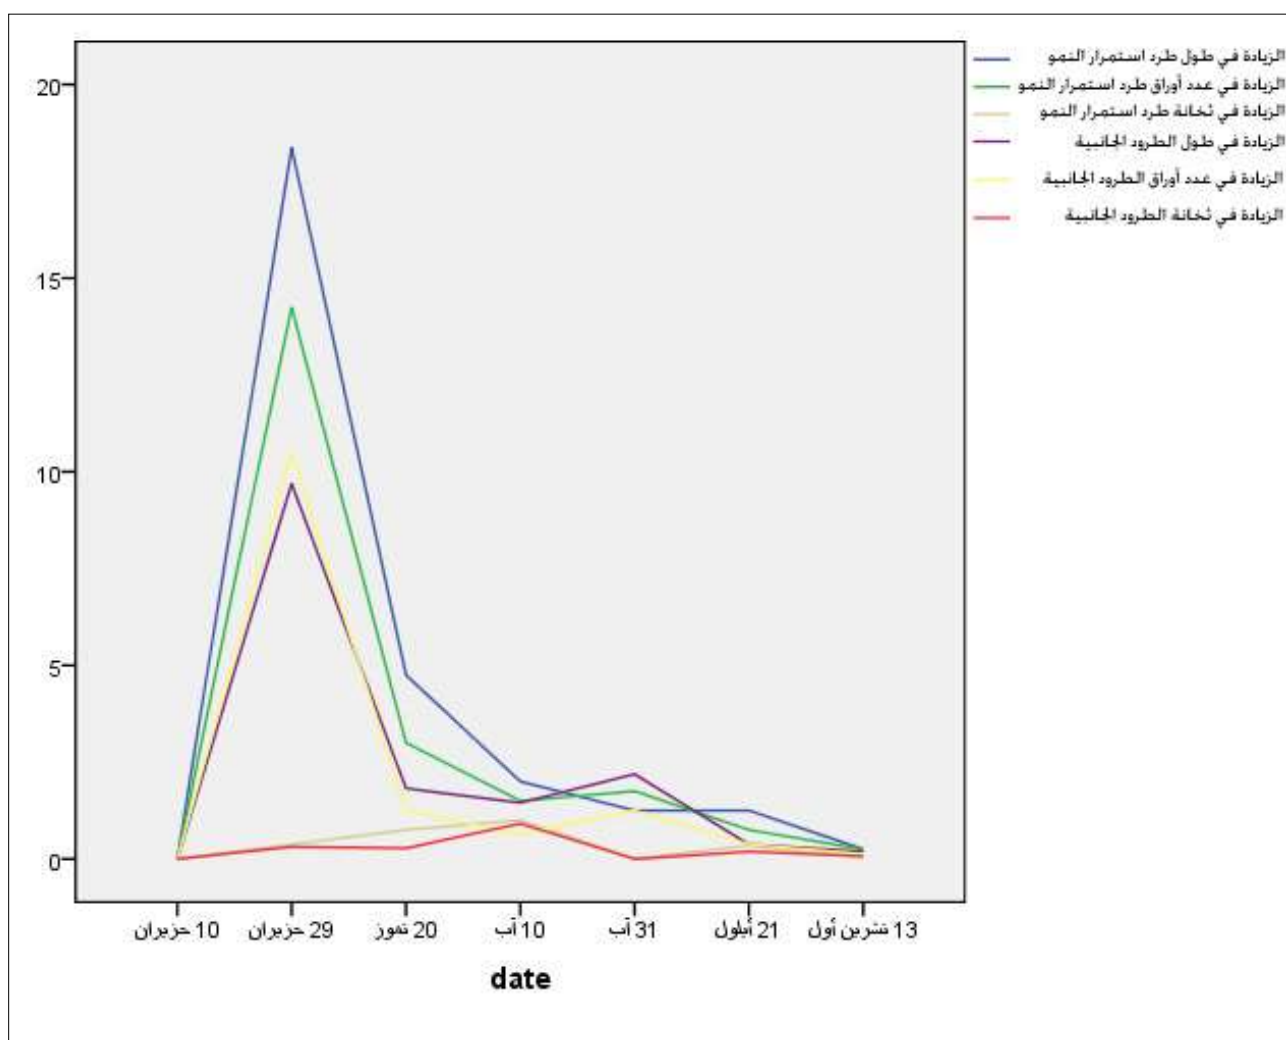 الزيادة في طول طرد استمرار النمو
الزيادة في عدد أوراق طرد استمرار النمو
الزيادة في ثخانة طرد استمرار النمو
الزيادة في طول الطرود الجانبية
الزيادة في عدد أوراق الطرود الجانبية
الزيادة في ثخانة الطرود الجانبية
20
15
10
5
0
10 حزيران
29 حزيران
20 تموز
10 آب
31 آب
21 أيلول
13 تشرين أول
date